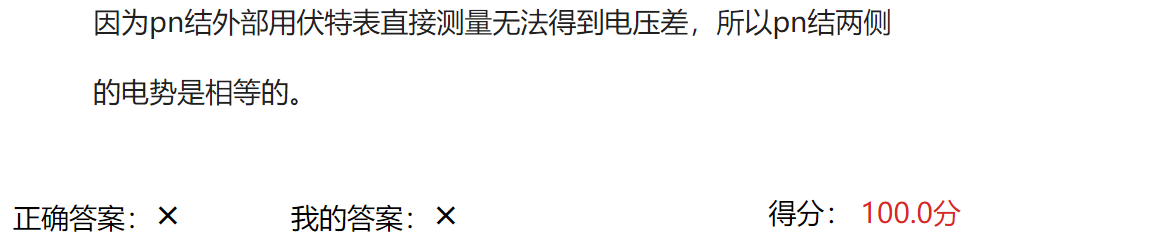 因为pn结外部用伏特表直接测量无法得到电压差，所以pn结两侧
的电势是相等的。
正确答案：✕ 我的答案：✕ 得分： 100.0分